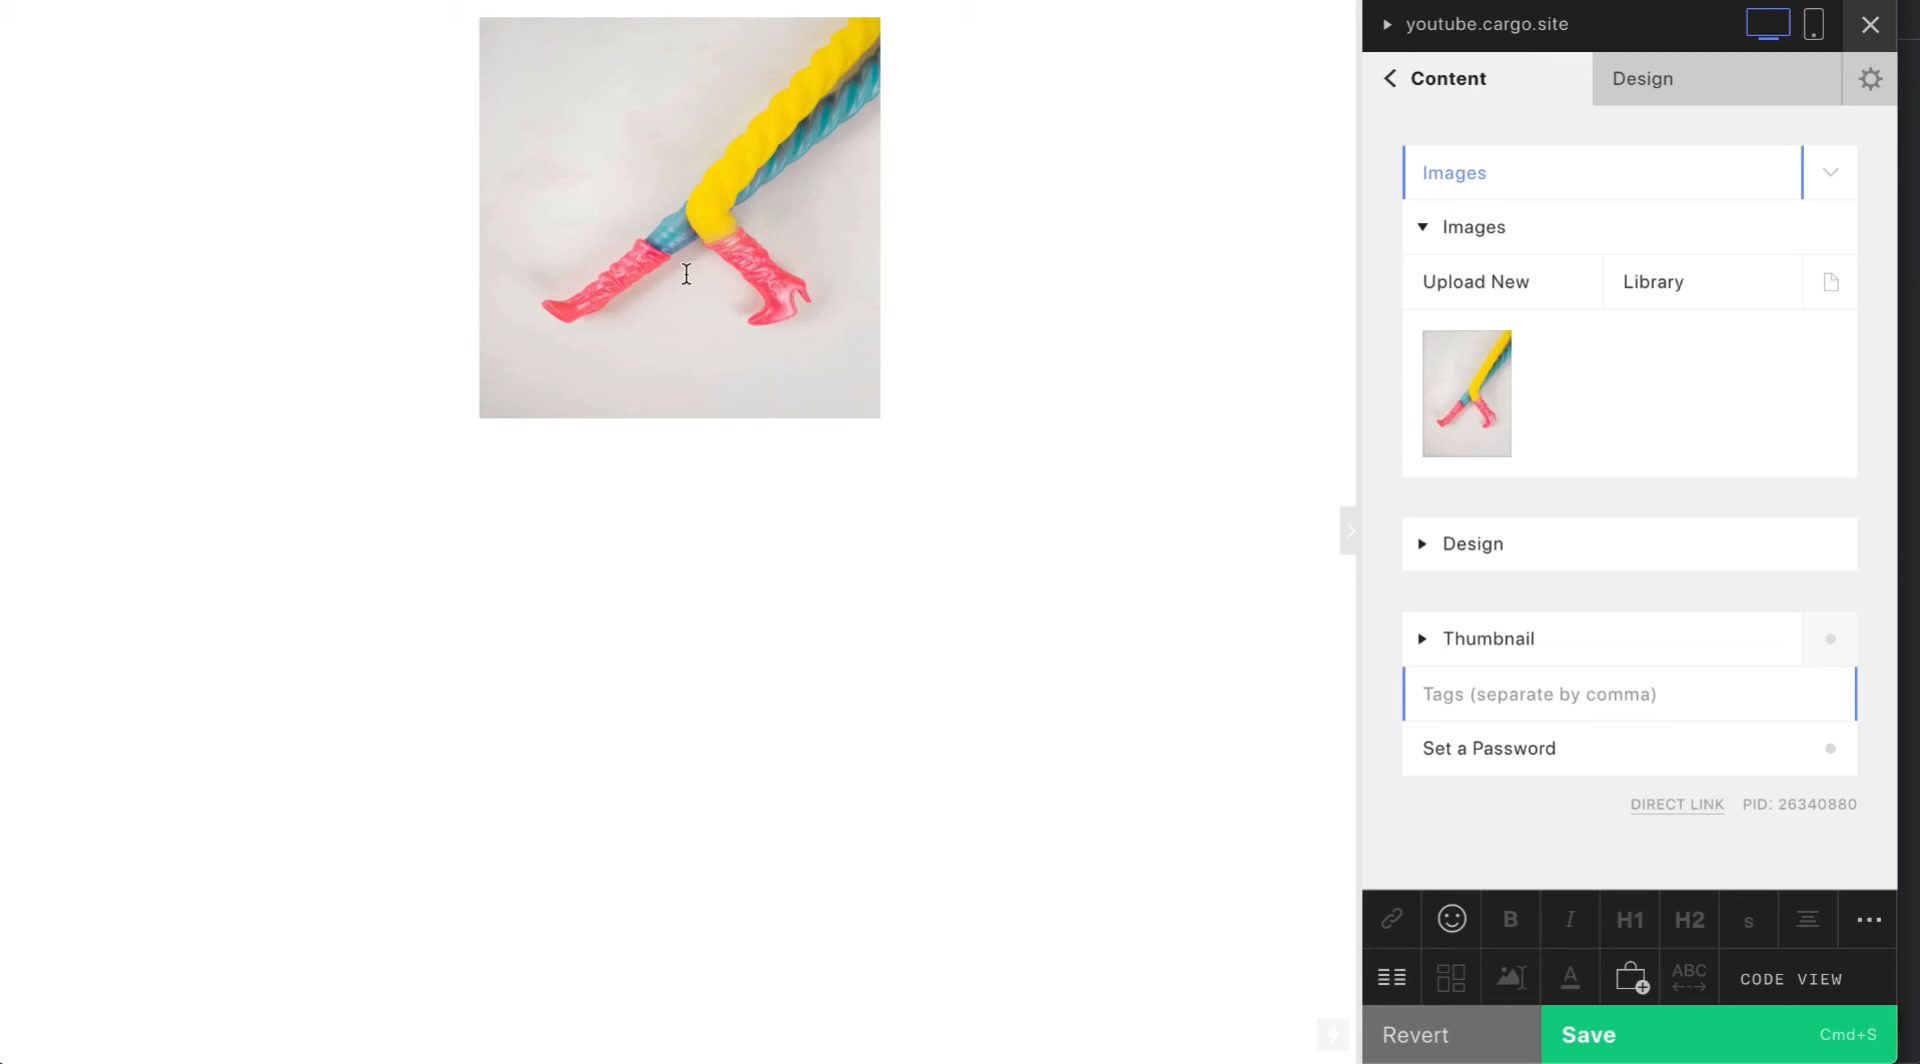 youtube.cargo.site
Content
Design
Images
Images
Upload New
Library
Design
Thumbnail
Tags (separate by comma)
Set a Password
DIRECT LINK PID: 26340880
B I H1 H2 s
A ABC CODE VIEW
Revert
Save Cmd+S